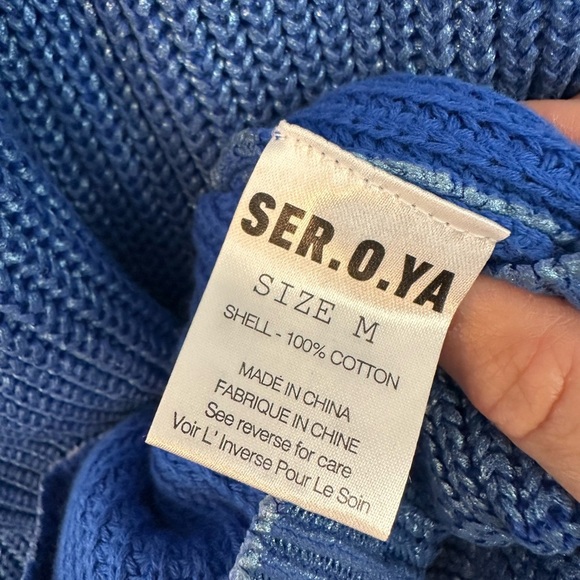 SER.O.YA
SIZE M
SHELL - 100% COTTON
MADE IN CHINA
FABRIQUE IN CHINE
See reverse for care
Voir L' Inverse Pour Le Soin